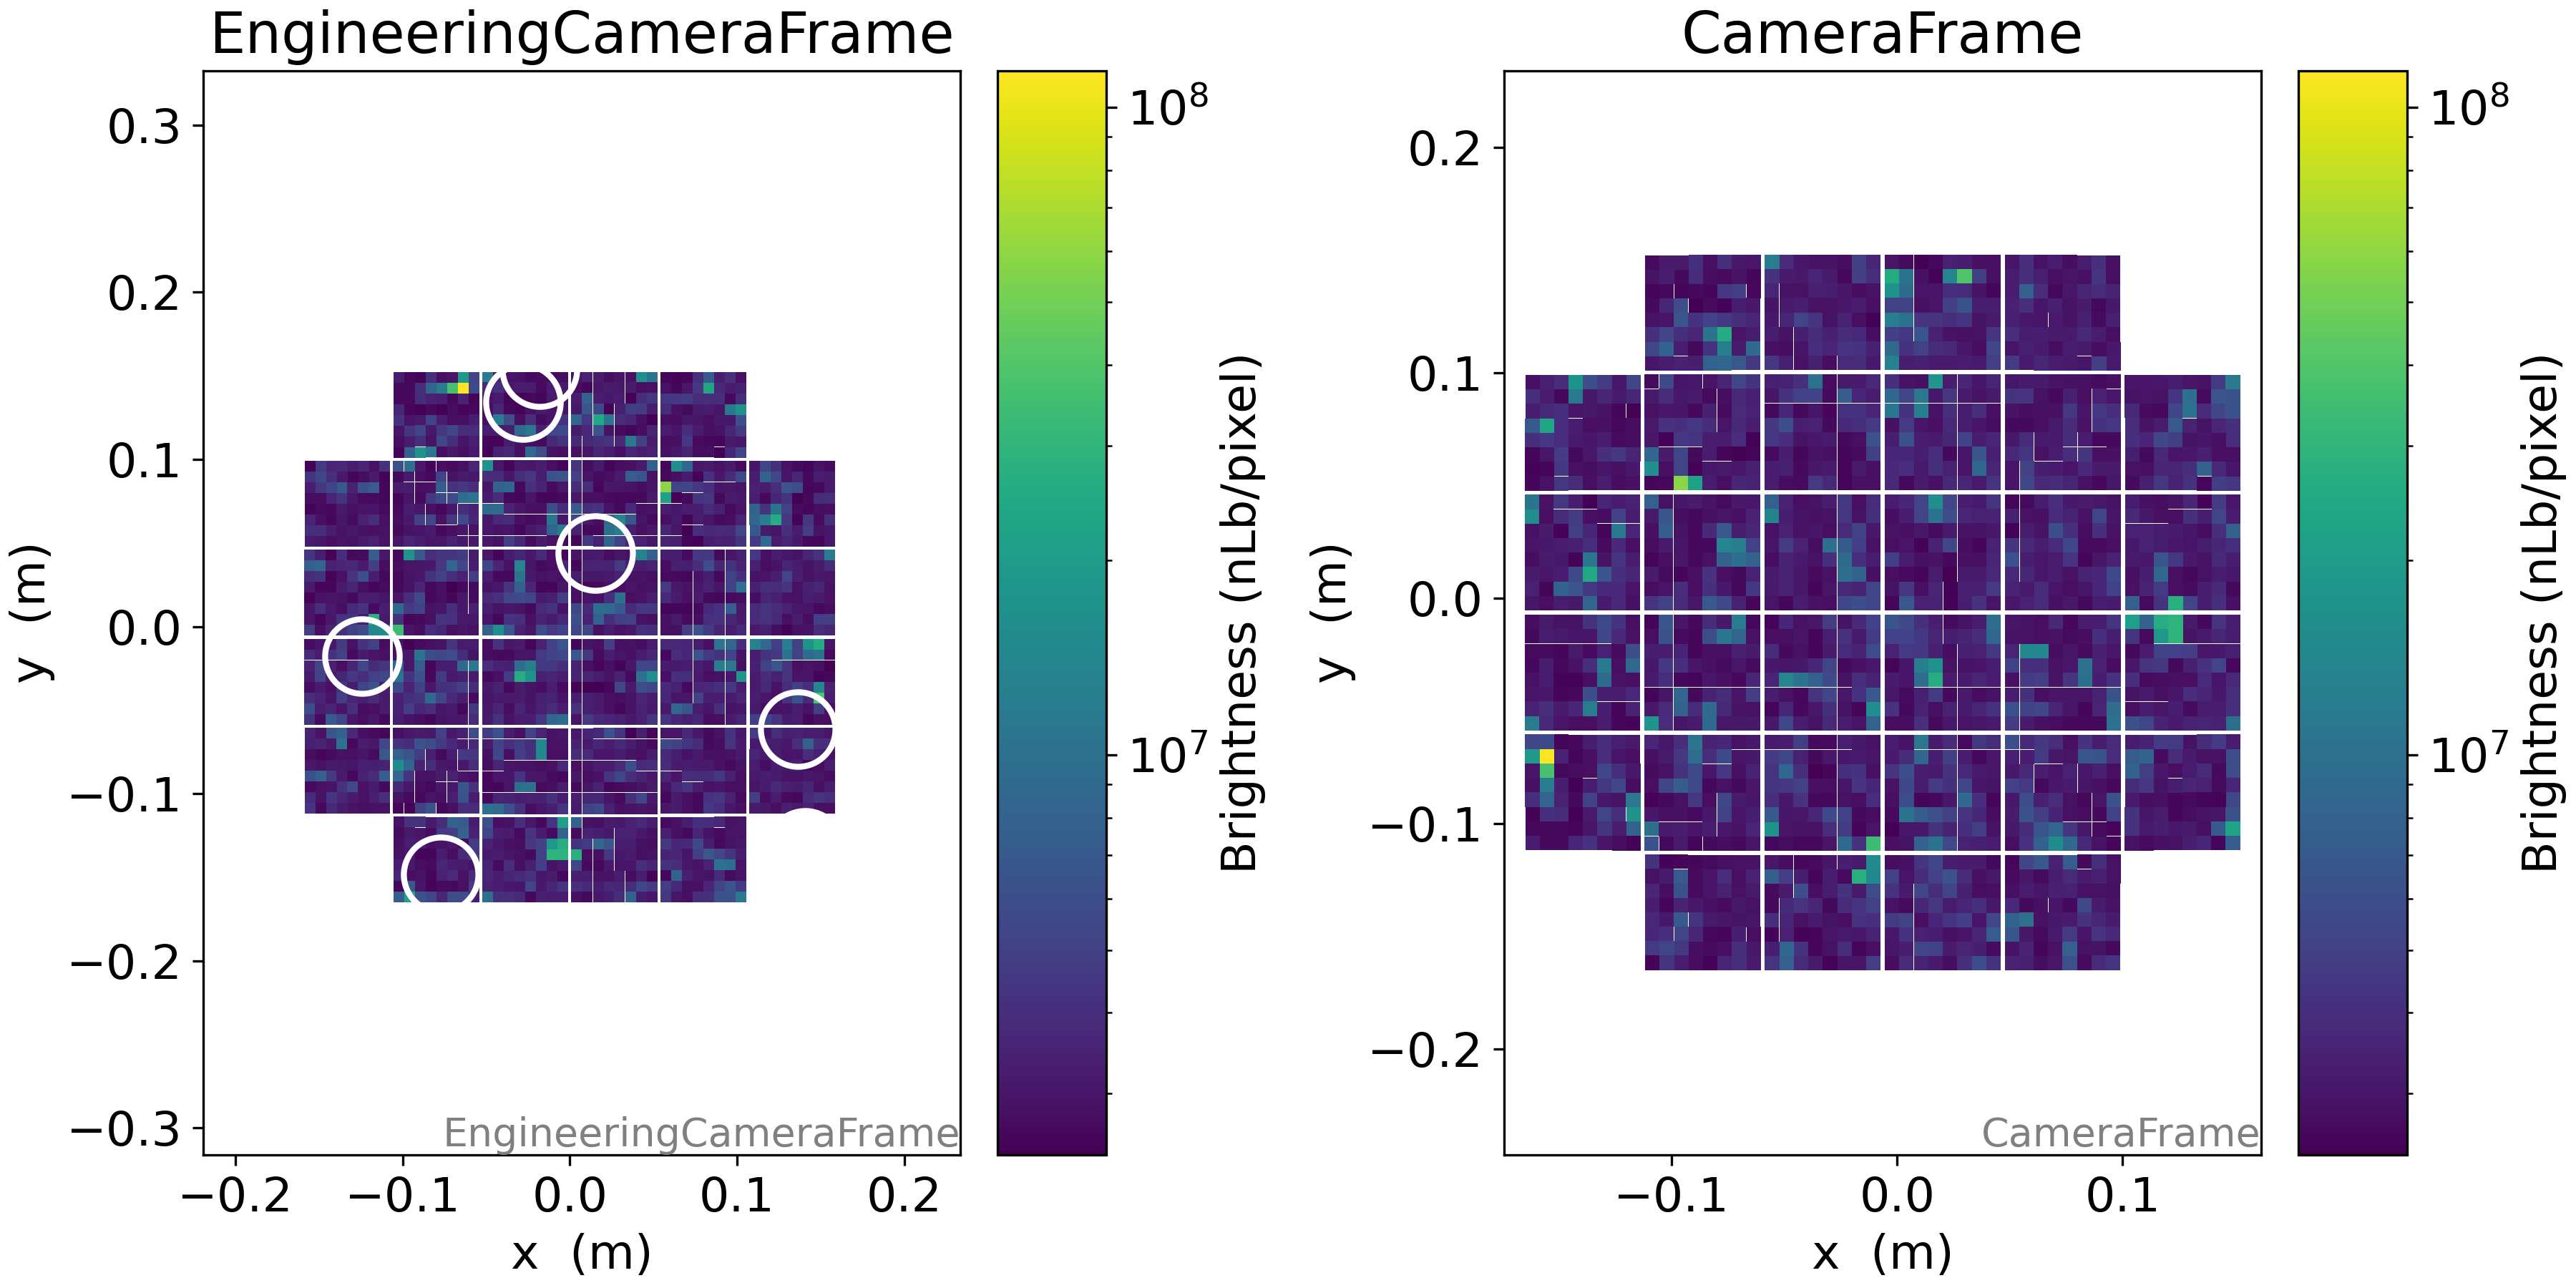 EngineeringCameraFrame
0.3
0.2
0.1
0.0
−0.1
−0.2
−0.3
y (m)
−0.2 −0.1 0.0 0.1 0.2
x (m)
EngineeringCameraFrame
10⁸
10⁷
Brightness (nLb/pixel)
CameraFrame
0.2
0.1
0.0
−0.1
−0.2
y (m)
−0.1 0.0 0.1
x (m)
CameraFrame
10⁸
10⁷
Brightness (nLb/pixel)